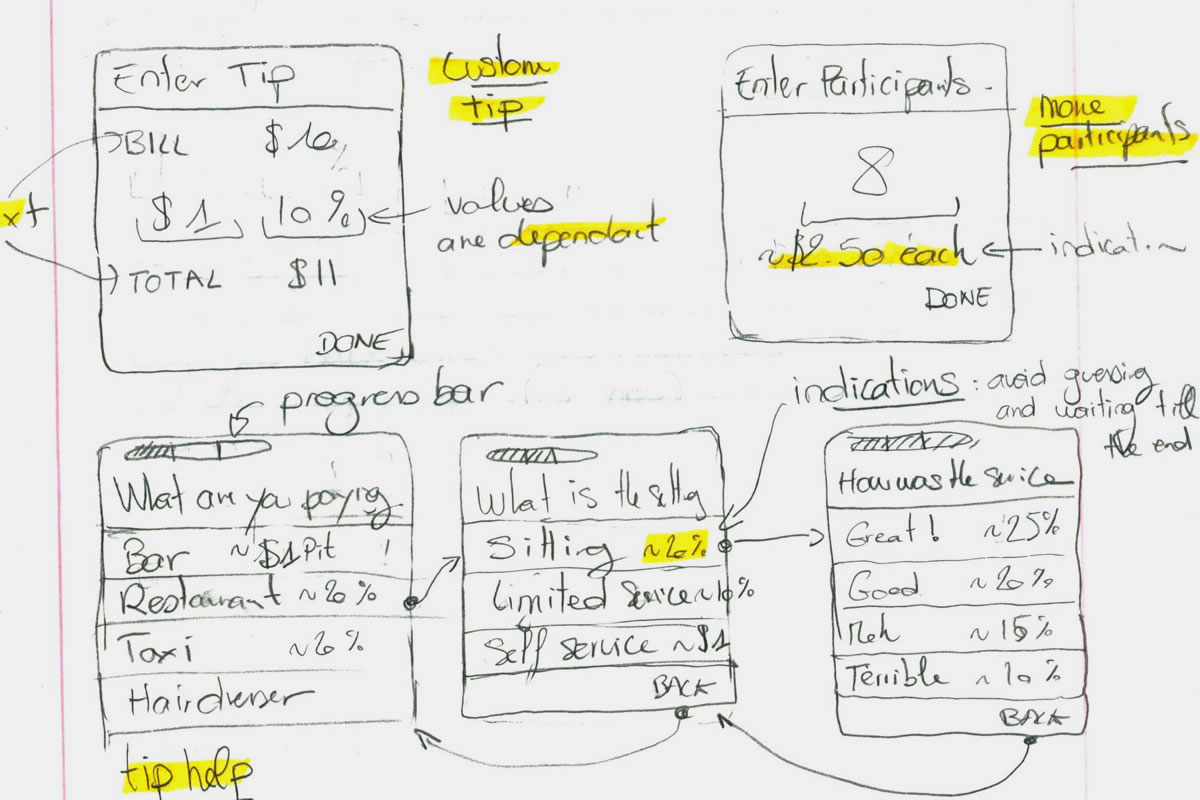 Enter Tip
BILL $10
$1 10%
TOTAL $11
DONE
custom
tip
values
are dependact
xt
Enter Participants
8
~$2.50 each
DONE
more
participants
progress bar
What are you paying
Bar ~$1 Pit
Restaurant ~20%
Taxi ~20%
Hairdresser
tip help
What is the setting
Sitting ~20%
Limited Service ~10%
Self service ~$1
BACK
indications: avoid guessing
and waiting till
the end
How was the service
Great! ~25%
Good ~20%
Meh ~15%
Terrible ~10%
BACK